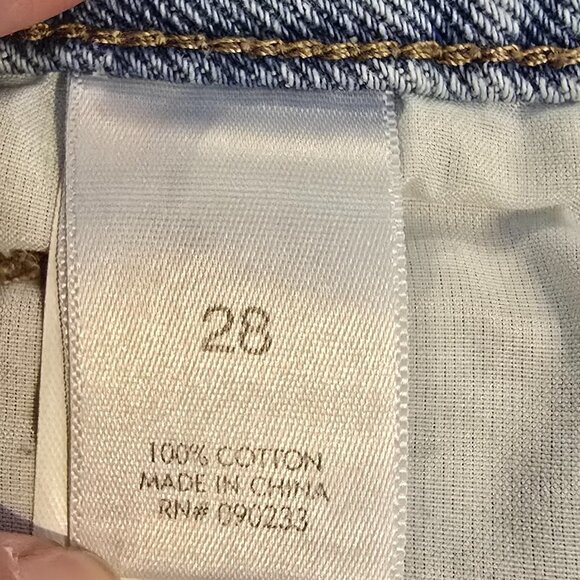 28
100% COTTON
MADE IN CHINA
RN# 090233